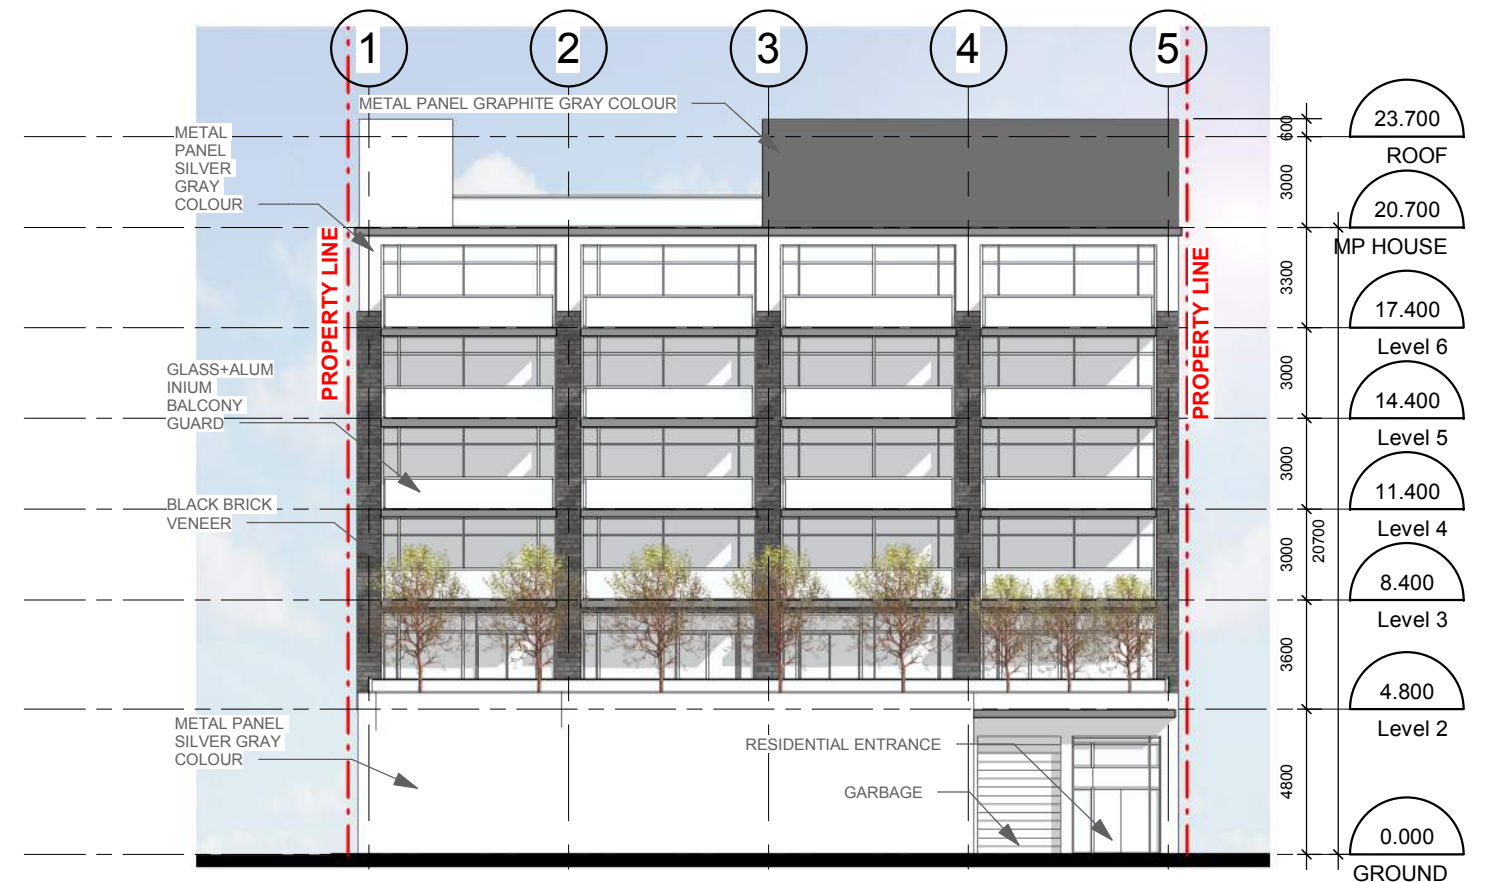 1
2
3
4
5
METAL PANEL GRAPHITE GRAY COLOUR
METAL
PANEL
SILVER
GRAY
COLOUR
PROPERTY LINE
PROPERTY LINE
GLASS+ALUM
INIUM
BALCONY
GUARD
BLACK BRICK
VENEER
METAL PANEL
SILVER GRAY
COLOUR
RESIDENTIAL ENTRANCE
GARBAGE
600
3000
3300
3000
3000
3000
3600
4800
20700
23.700
ROOF
20.700
MP HOUSE
17.400
Level 6
14.400
Level 5
11.400
Level 4
8.400
Level 3
4.800
Level 2
0.000
GROUND